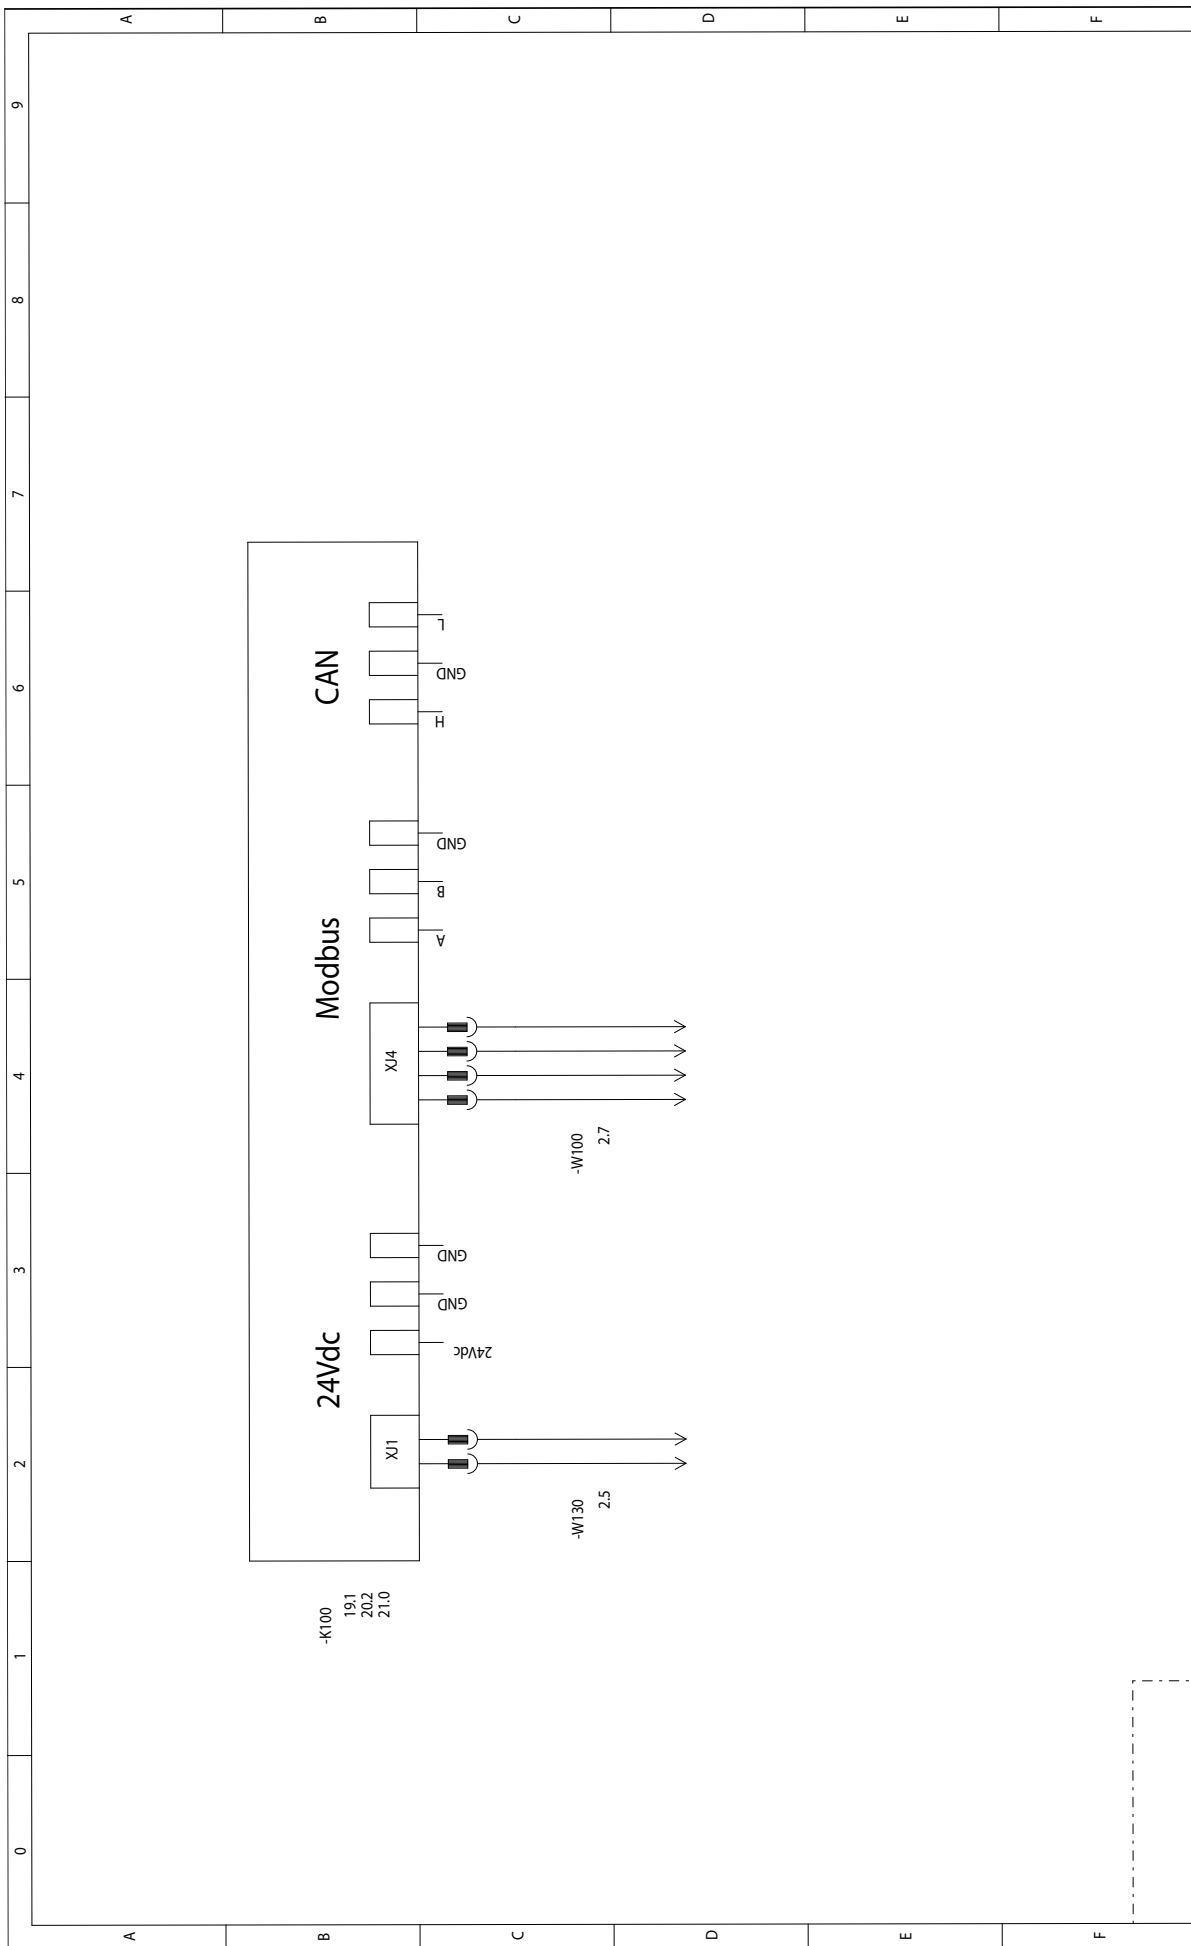 0 1 2 3 4 5 6 7 8 9
A A
B B
-K100
19.1
20.2
21.0
24Vdc Modbus CAN
XJ1 XJ4
24Vdc GND GND A B GND H GND L
C C
-W130 -W100
2.5 2.7
D D
E E
F F